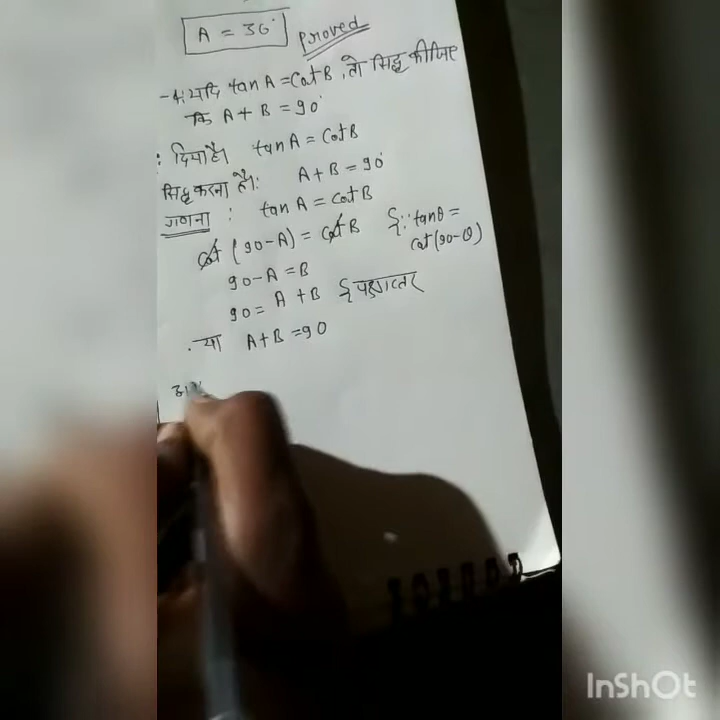 A = 36° Proved
-4: यदि tan A = Cot B, तो सिद्ध कीजिए
कि A + B = 90°
: दिया है। tan A = Cot B
सिद्ध करना है।: A + B = 90°
गणना : tan A = Cot B
Cot (90-A) = Cot B {∵ tanθ =
cot(90-θ)
90-A = B
90 = A + B { पक्षान्तर
. या A+B = 90
InShOt